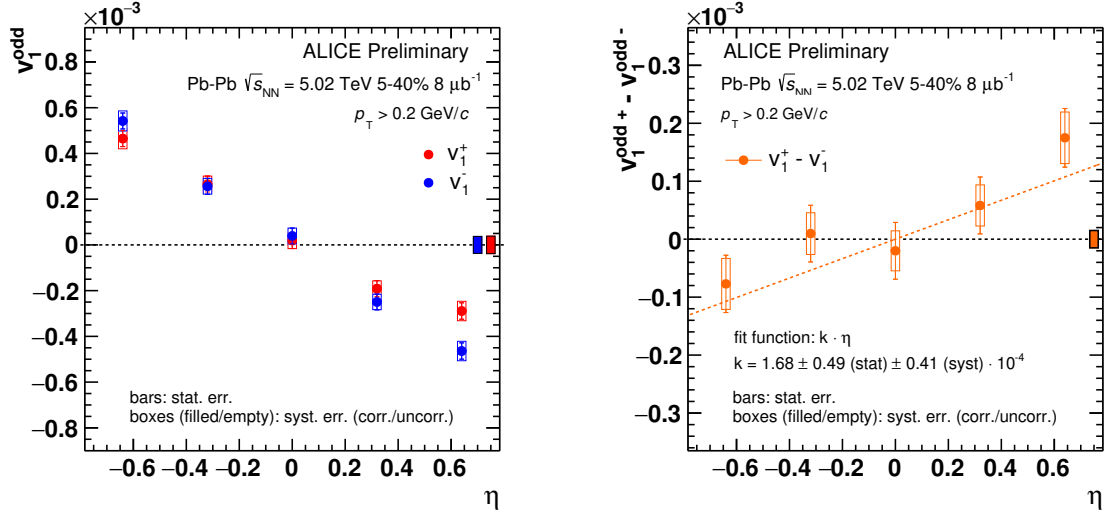 ×10⁻³
v₁ᵒᵈᵈ
ALICE Preliminary
Pb-Pb √s_NN = 5.02 TeV 5-40% 8 μb⁻¹
p_T > 0.2 GeV/c
v₁⁺
v₁⁻
0.8
0.6
0.4
0.2
0
−0.2
−0.4
−0.6
−0.8
bars: stat. err.
boxes (filled/empty): syst. err. (corr./uncorr.)
−0.6 −0.4 −0.2 0 0.2 0.4 0.6
η
×10⁻³
v₁ᵒᵈᵈ ⁺ - v₁ᵒᵈᵈ ⁻
ALICE Preliminary
Pb-Pb √s_NN = 5.02 TeV 5-40% 8 μb⁻¹
p_T > 0.2 GeV/c
v₁⁺ - v₁⁻
0.3
0.2
0.1
0
−0.1
−0.2
−0.3
fit function: k · η
k = 1.68 ± 0.49 (stat) ± 0.41 (syst) · 10⁻⁴
bars: stat. err.
boxes (filled/empty): syst. err. (corr./uncorr.)
−0.6 −0.4 −0.2 0 0.2 0.4 0.6
η